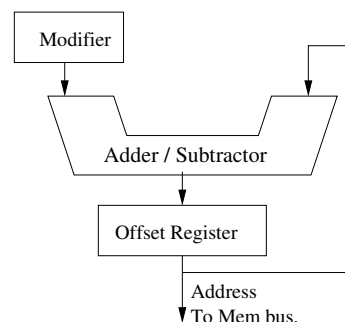 Modifier
Adder / Subtractor
Offset Register
Address
To Mem bus.